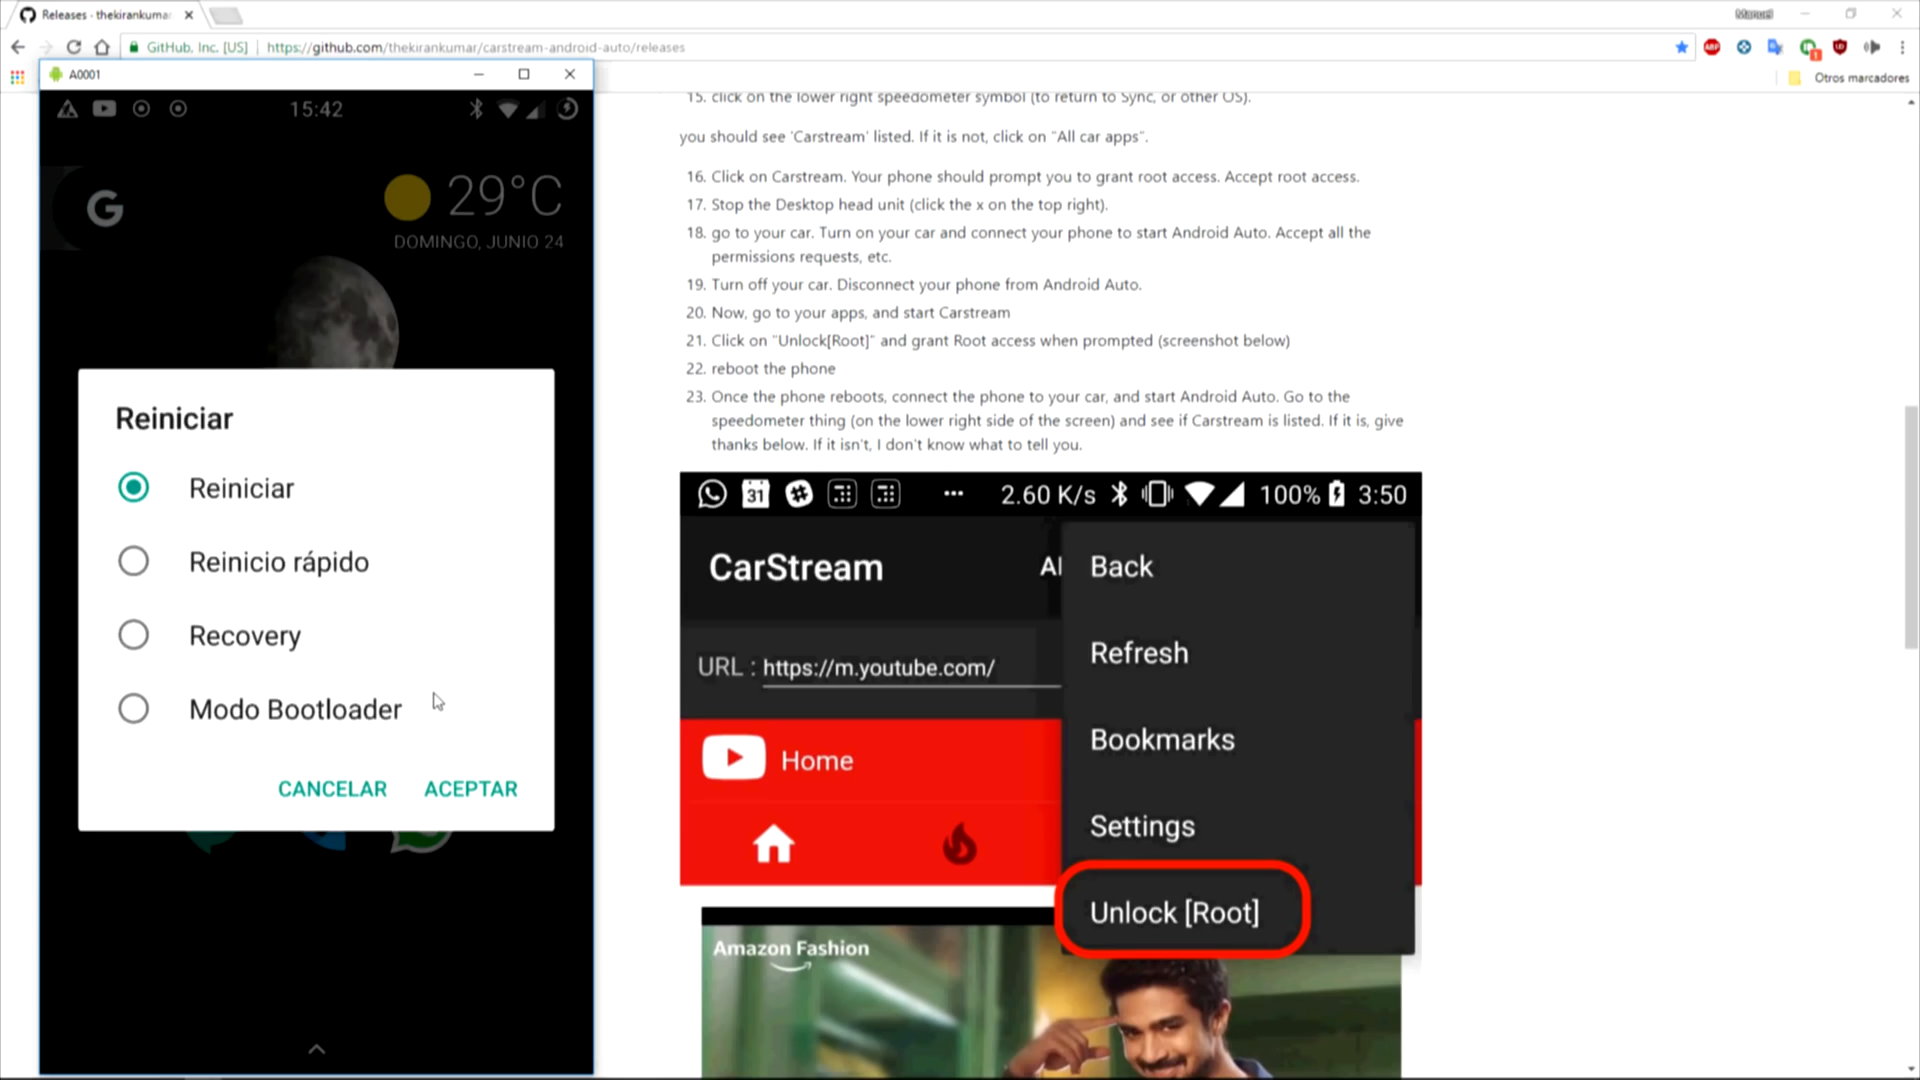 Releases · thekirankuma
Manuel
GitHub, Inc. [US]
https://github.com/thekirankumar/carstream-android-auto/releases
Otros marcadores
A0001
15:42
G
29°C
DOMINGO, JUNIO 24
Reiniciar
Reiniciar
Reinicio rápido
Recovery
Modo Bootloader
CANCELAR
ACEPTAR
15. click on the lower right speedometer symbol (to return to Sync, or other OS).
you should see 'Carstream' listed. If it is not, click on "All car apps".
16. Click on Carstream. Your phone should prompt you to grant root access. Accept root access.
17. Stop the Desktop head unit (click the x on the top right).
18. go to your car. Turn on your car and connect your phone to start Android Auto. Accept all the
permissions requests, etc.
19. Turn off your car. Disconnect your phone from Android Auto.
20. Now, go to your apps, and start Carstream
21. Click on "Unlock[Root]" and grant Root access when prompted (screenshot below)
22. reboot the phone
23. Once the phone reboots, connect the phone to your car, and start Android Auto. Go to the
speedometer thing (on the lower right side of the screen) and see if Carstream is listed. If it is, give
thanks below. If it isn't, I don't know what to tell you.
31
2.60 K/s
100%
3:50
CarStream
Al
Back
URL : https://m.youtube.com/
Refresh
Bookmarks
Home
Settings
Unlock [Root]
Amazon Fashion